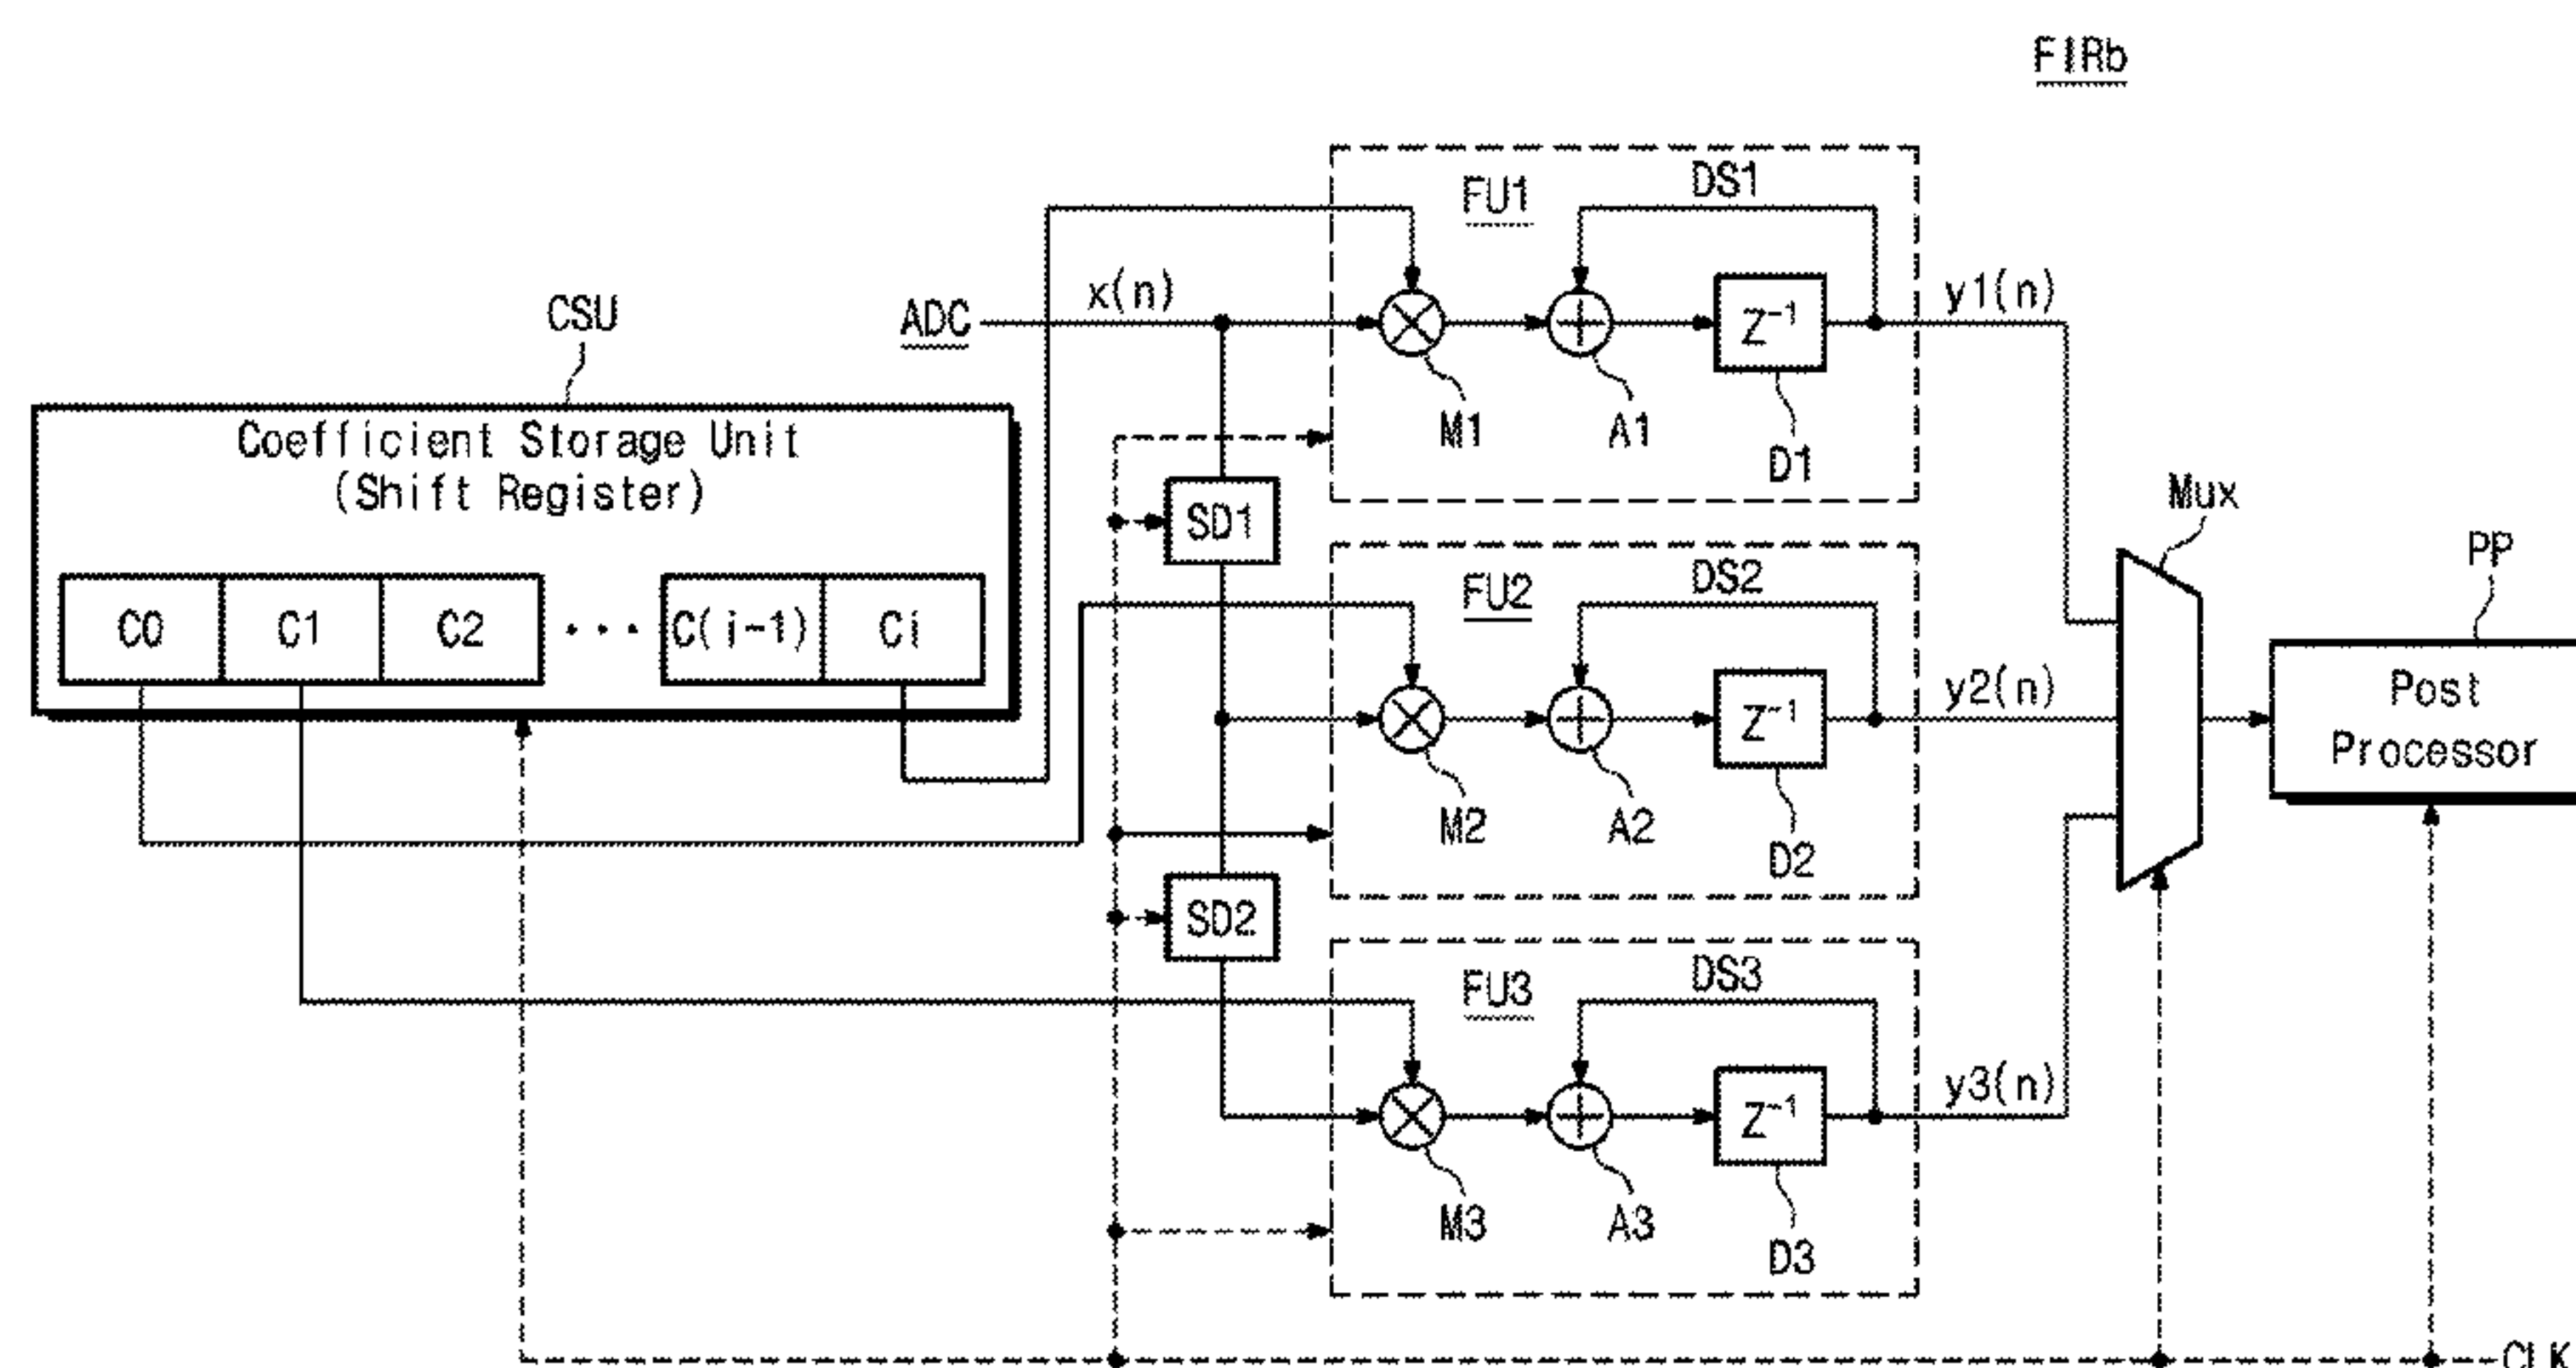 FIRb
FU1
DS1
CSU
ADC
x(n)
Z⁻¹
y1(n)
M1
A1
D1
Coefficient Storage Unit
(Shift Register)
Mux
SD1
PP
FU2
DS2
C0 C1 C2 ··· C(i-1) Ci
Z⁻¹
y2(n)
Post
Processor
M2
A2
D2
SD2
FU3
DS3
Z⁻¹
y3(n)
M3
A3
D3
CLK